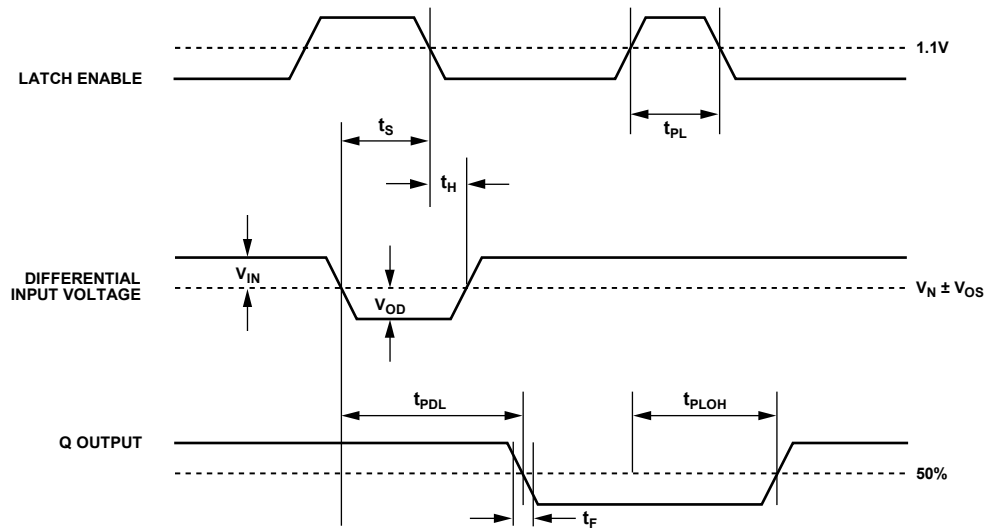 1.1V
LATCH ENABLE
tS
tPL
tH
VIN
DIFFERENTIAL
INPUT VOLTAGE
VOD
VN ± VOS
tPDL
tPLOH
Q OUTPUT
50%
tF